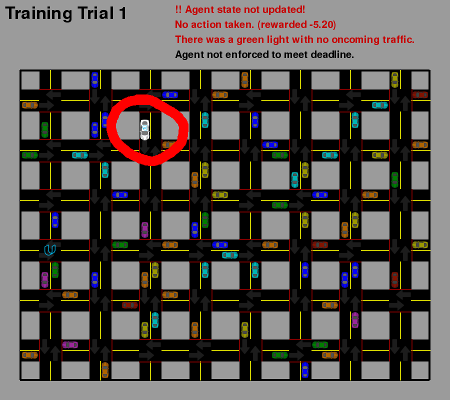 Training Trial 1
!! Agent state not updated!
No action taken. (rewarded -5.20)
There was a green light with no oncoming traffic.
Agent not enforced to meet deadline.